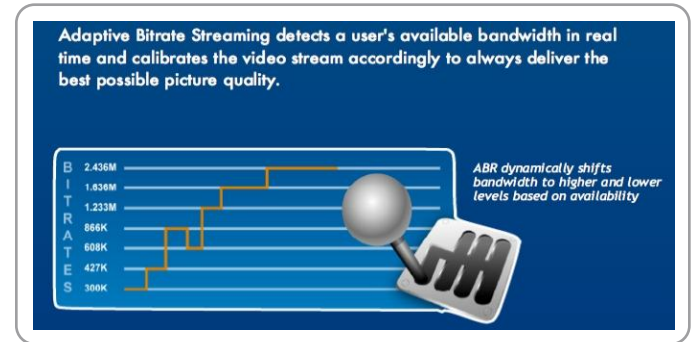 Adaptive Bitrate Streaming detects a user's available bandwidth in real
time and calibrates the video stream accordingly to always deliver the
best possible picture quality.
BITRATES
2.436M
1.636M
1.233M
866K
608K
427K
300K
ABR dynamically shifts
bandwidth to higher and lower
levels based on availability